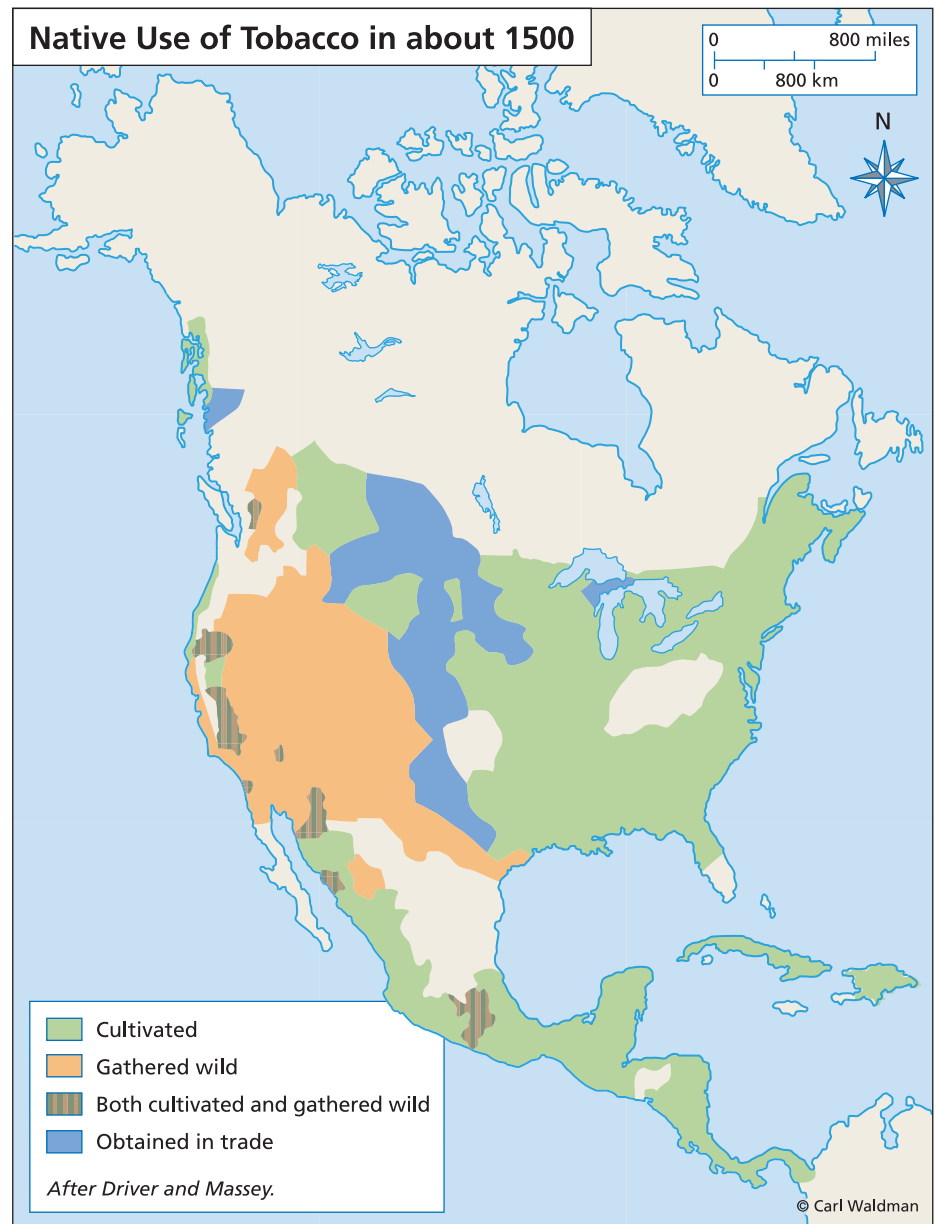 Native Use of Tobacco in about 1500
0 800 miles
0 800 km
N
Cultivated
Gathered wild
Both cultivated and gathered wild
Obtained in trade
After Driver and Massey.
© Carl Waldman